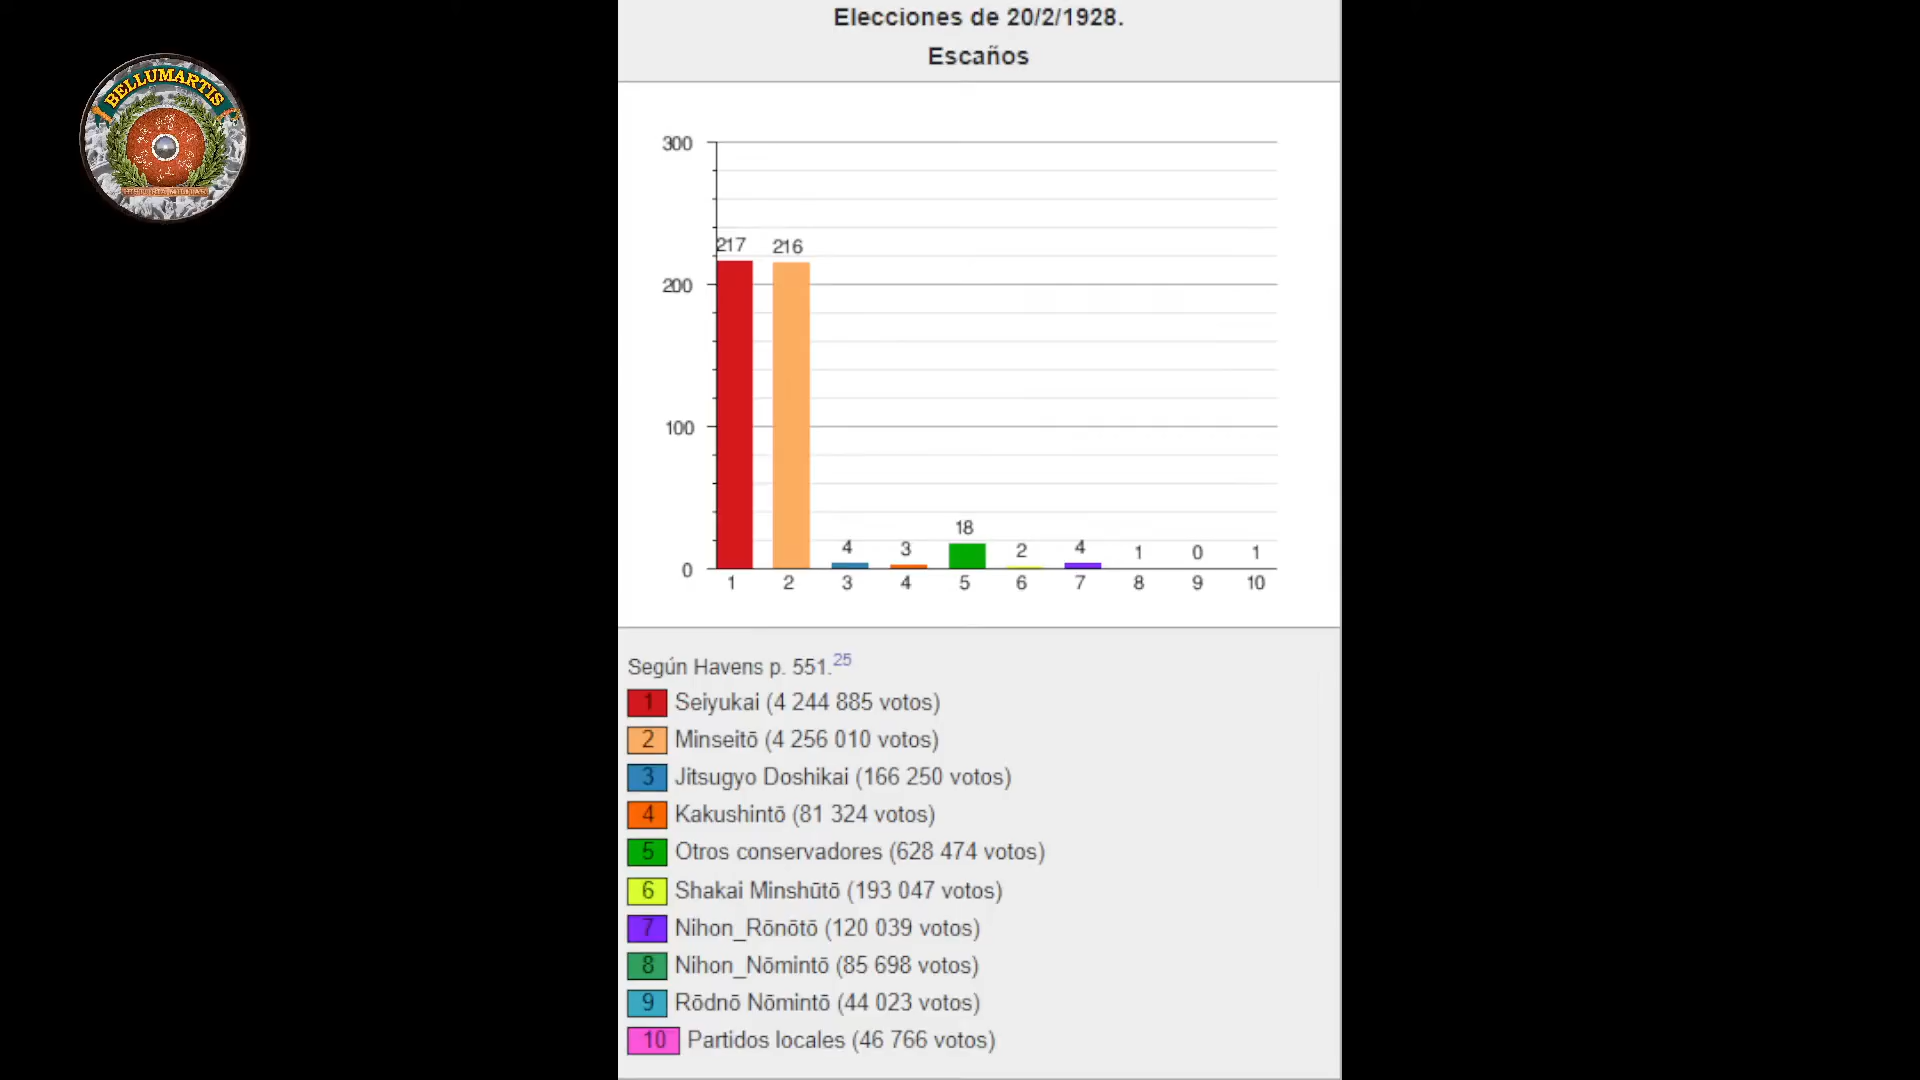 BELLUMARTIS
HISTORIA MILITAR
Elecciones de 20/2/1928.
Escaños
300
200
100
0
217 216 4 3 18 2 4 1 0 1
1 2 3 4 5 6 7 8 9 10
Según Havens p. 551.25
1 Seiyukai (4 244 885 votos)
2 Minseitō (4 256 010 votos)
3 Jitsugyo Doshikai (166 250 votos)
4 Kakushintō (81 324 votos)
5 Otros conservadores (628 474 votos)
6 Shakai Minshūtō (193 047 votos)
7 Nihon_Rōnōtō (120 039 votos)
8 Nihon_Nōmintō (85 698 votos)
9 Rōdnō Nōmintō (44 023 votos)
10 Partidos locales (46 766 votos)